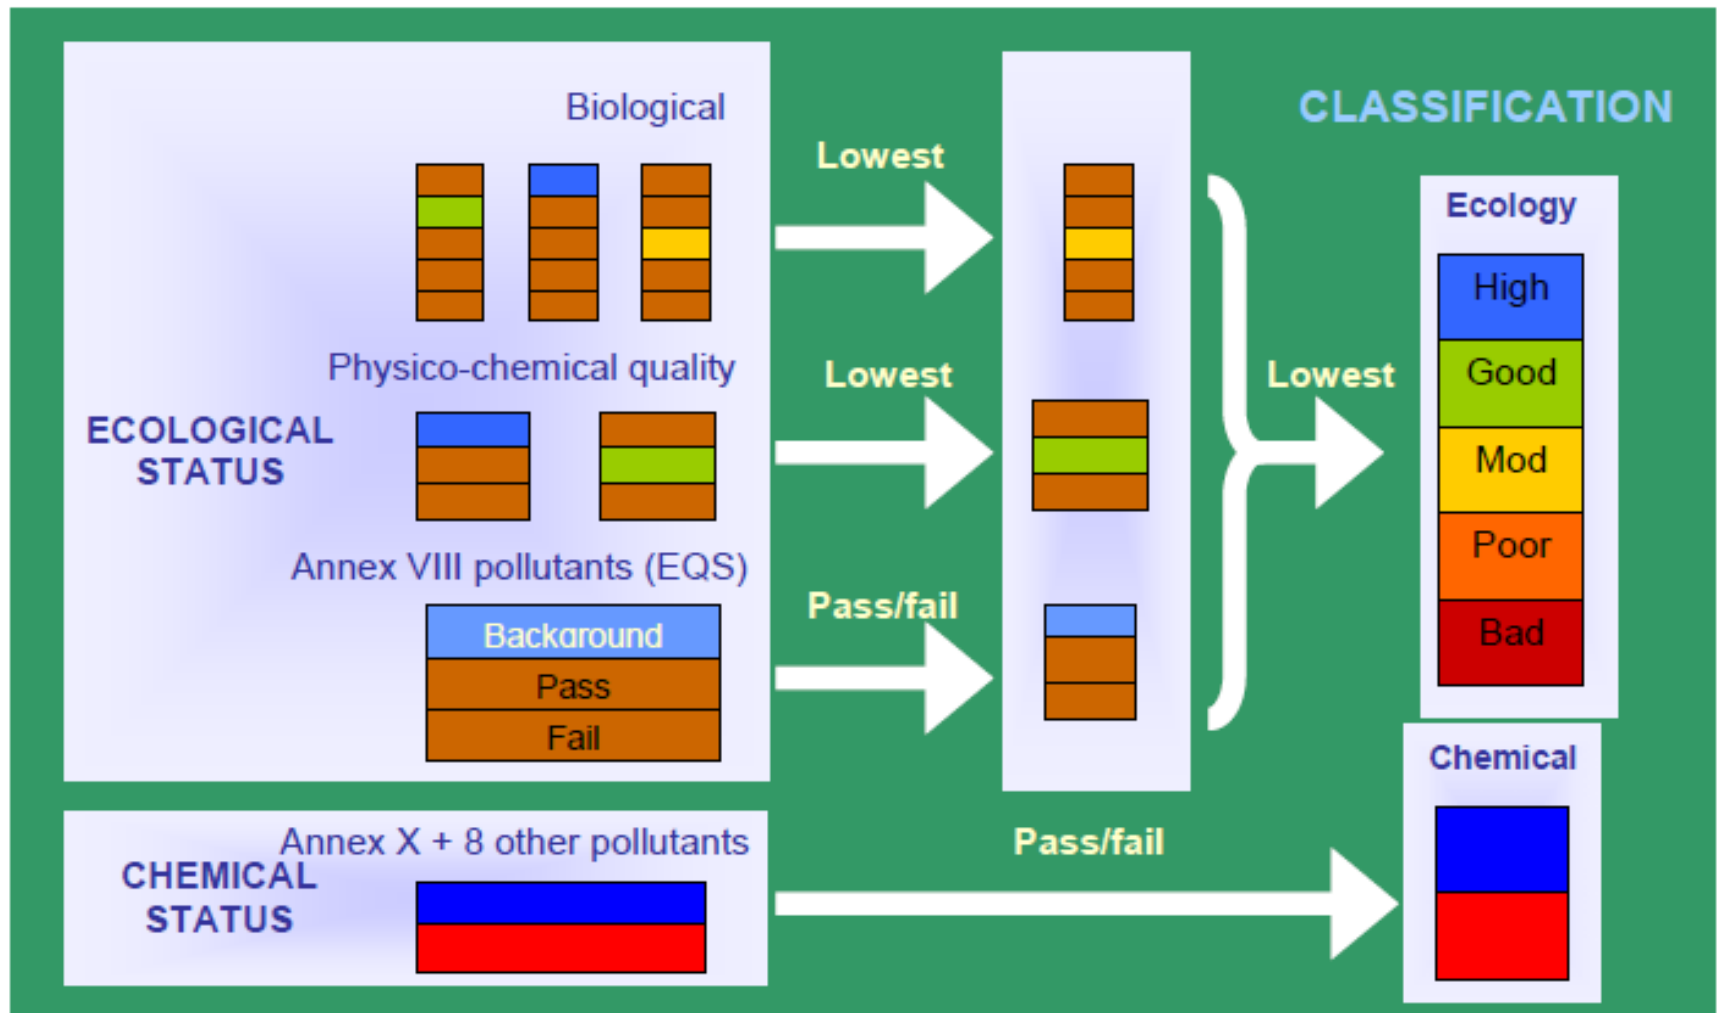 CLASSIFICATION
Biological
Lowest
Ecology
High
Good
Mod
Poor
Bad
Physico-chemical quality
Lowest
Lowest
ECOLOGICAL
STATUS
Annex VIII pollutants (EQS)
Background
Pass
Fail
Pass/fail
Chemical
Annex X + 8 other pollutants
CHEMICAL
STATUS
Pass/fail